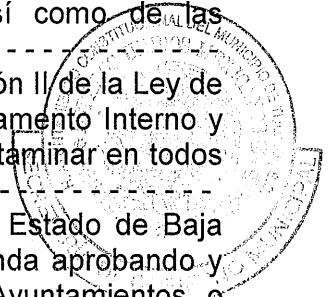 sí como de las
- - - - - - - - - - - - - - -
ón II de la Ley de
amento Interno y
taminar en todos
- - - - - - - - - - - - - - -
Estado de Baja
nda aprobando y
Ayuntamientos o